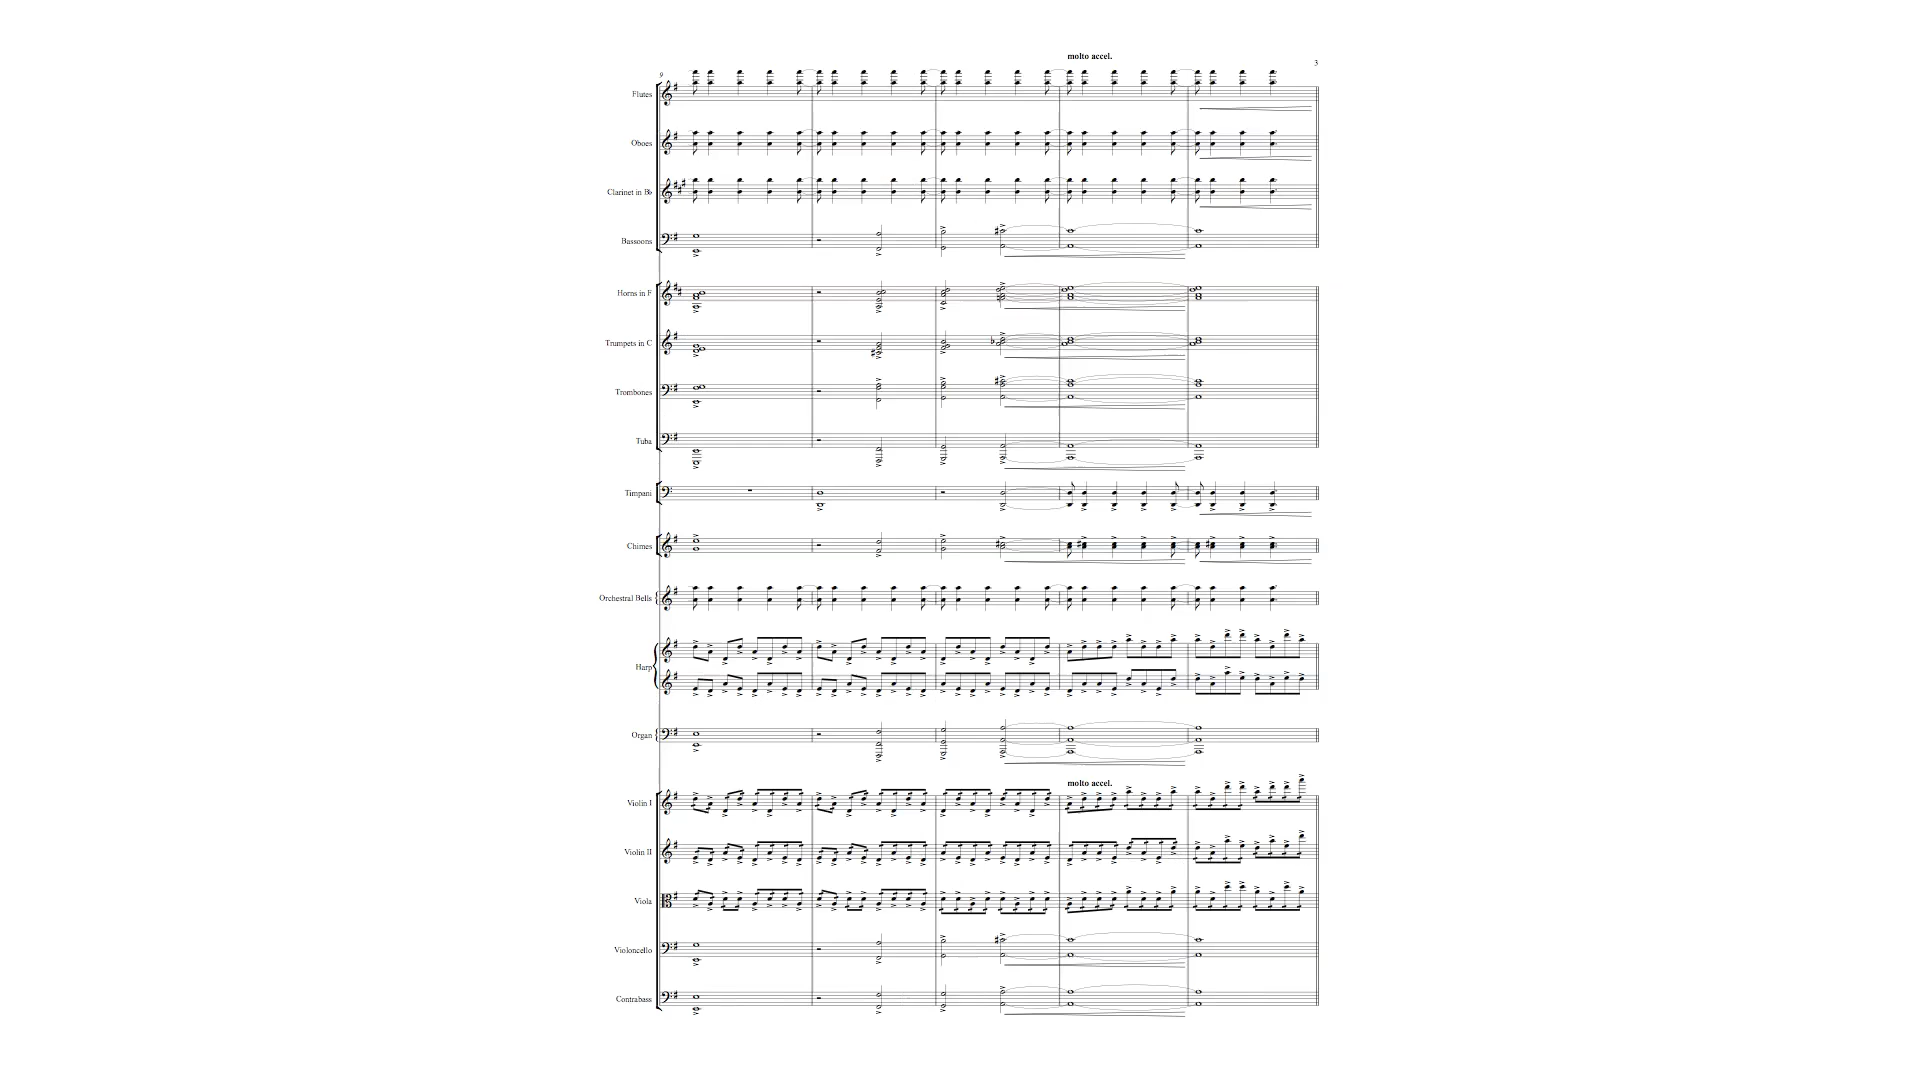 molto accel.
3
9
Flutes
Oboes
Clarinet in B♭
Bassoons
Horns in F
Trumpets in C
Trombones
Tuba
Timpani
Chimes
Orchestral Bells
Harp
Organ
molto accel.
Violin I
Violin II
Viola
Violoncello
Contrabass